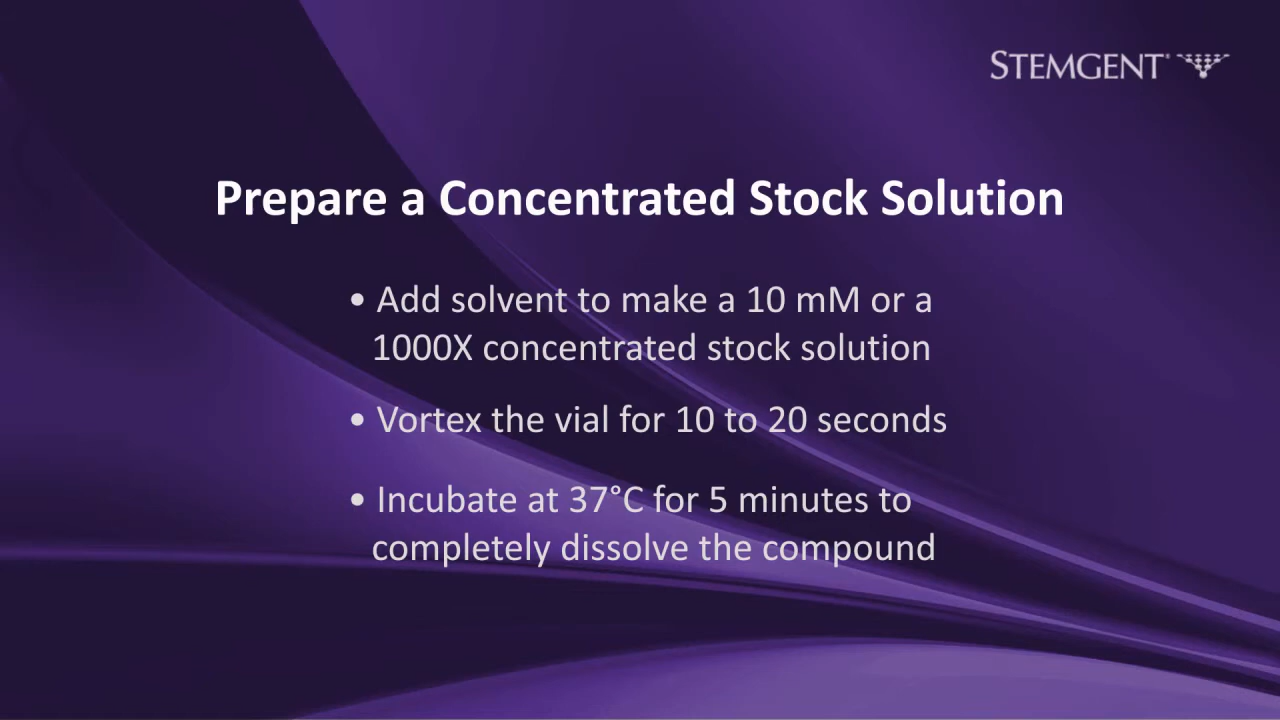 STEMGENT®
Prepare a Concentrated Stock Solution
• Add solvent to make a 10 mM or a
1000X concentrated stock solution
• Vortex the vial for 10 to 20 seconds
• Incubate at 37°C for 5 minutes to
completely dissolve the compound